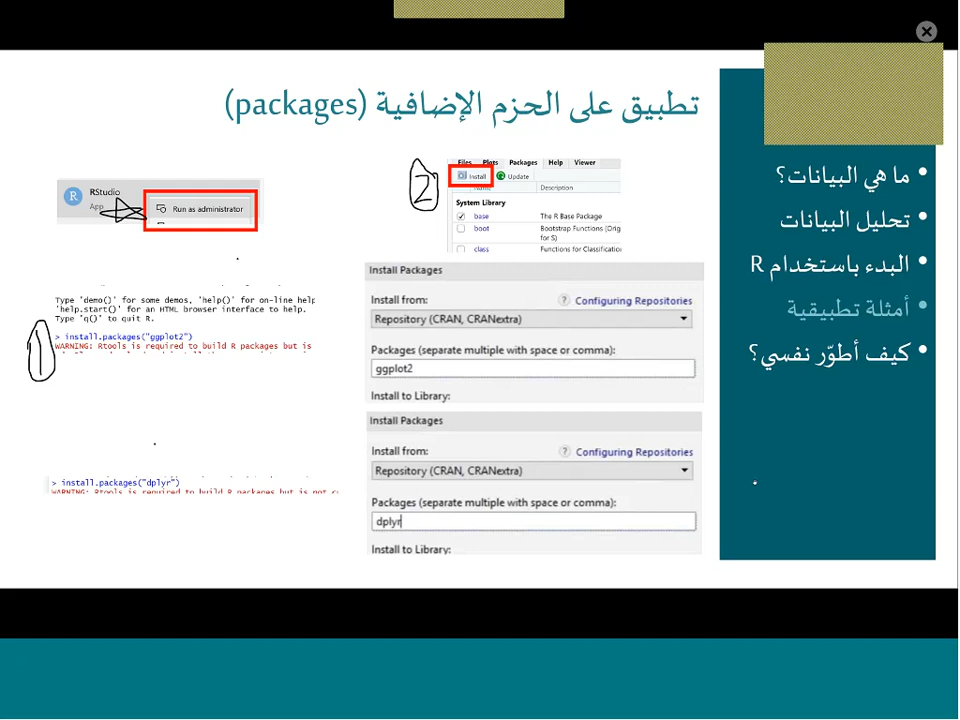 تطبيق على الحزم الإضافية (packages)
• ما هي البيانات؟
• تحليل البيانات
• البدء باستخدام R
• أمثلة تطبيقية
• كيف أطوّر نفسي؟
R
RStudio
App
Run as administrator
1
Type 'demo()' for some demos, 'help()' for on-line help
'help.start()' for an HTML browser interface to help.
Type 'q()' to quit R.
> install.packages("ggplot2")
WARNING: Rtools is required to build R packages but is
> install.packages("dplyr")
WARNING: Rtools is required to build R packages but is not
2
Files Plots Packages Help Viewer
Install Update
Name Description
System Library
base The R Base Package
boot Bootstrap Functions (Orig
for S)
class Functions for Classification
Install Packages
Install from: ? Configuring Repositories
Repository (CRAN, CRANextra)
Packages (separate multiple with space or comma):
ggplot2
Install to Library:
Install Packages
Install from: ? Configuring Repositories
Repository (CRAN, CRANextra)
Packages (separate multiple with space or comma):
dplyr
Install to Library: